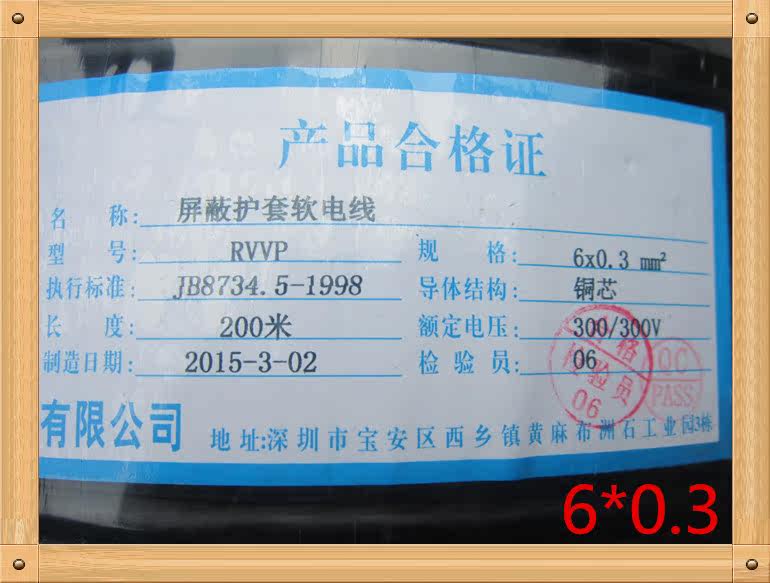 产品合格证
名 称: 屏蔽护套软电线
型 号: RVVP 规 格: 6x0.3 mm²
执行标准: JB8734.5-1998 导体结构: 铜芯
长 度: 200米 额定电压: 300/300V
制造日期: 2015-3-02 检 验 员: 06
合格
检验员
06
QC
PASS
有限公司 地址:深圳市宝安区西乡镇黄麻布洲石工业园3栋
6*0.3